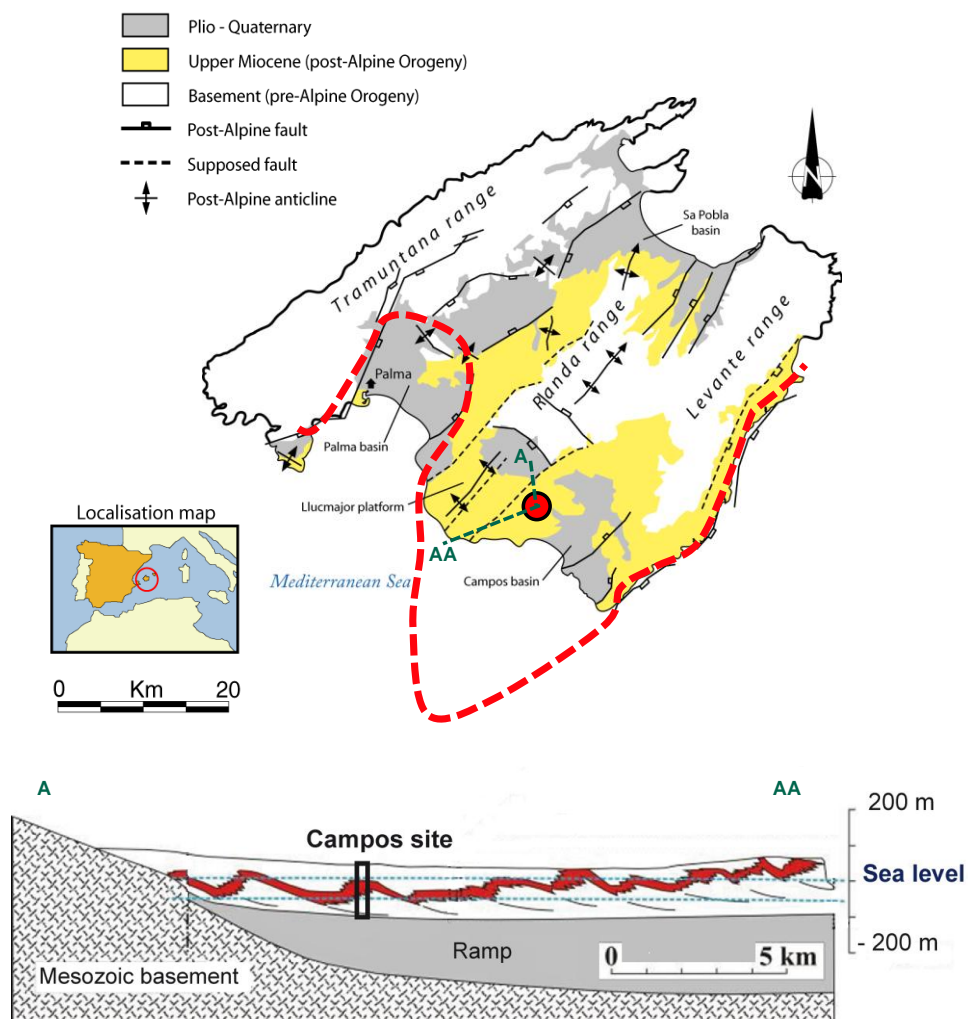 Plio - Quaternary
Upper Miocene (post-Alpine Orogeny)
Basement (pre-Alpine Orogeny)
Post-Alpine fault
Supposed fault
Post-Alpine anticline
N
Tramuntana range
Sa Pobla
basin
Randa range
Levante range
Palma
Palma basin
A
Llucmajor platform
AA
Campos basin
Localisation map
Mediterranean Sea
0 Km 20
A
AA
200 m
Campos site
Sea level
Ramp
- 200 m
0 5 km
Mesozoic basement